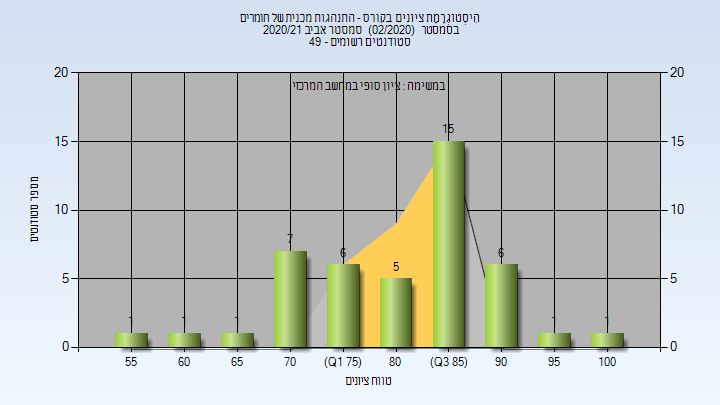 היסטוגרמת ציונים בקורס - התנהגות מכנית של חומרים
בסמסטר (02/2020) סמסטר אביב 2020/21
סטודנטים רשומים - 49
במשימה : ציון סופי במחשב המרכזי
20 20
15 15
10 10
5 5
0 0
מספר סטודנטים
1 1 1 7 6 5 15 6 1 1
55 60 65 70 (Q1 75) 80 (Q3 85) 90 95 100
טווח ציונים